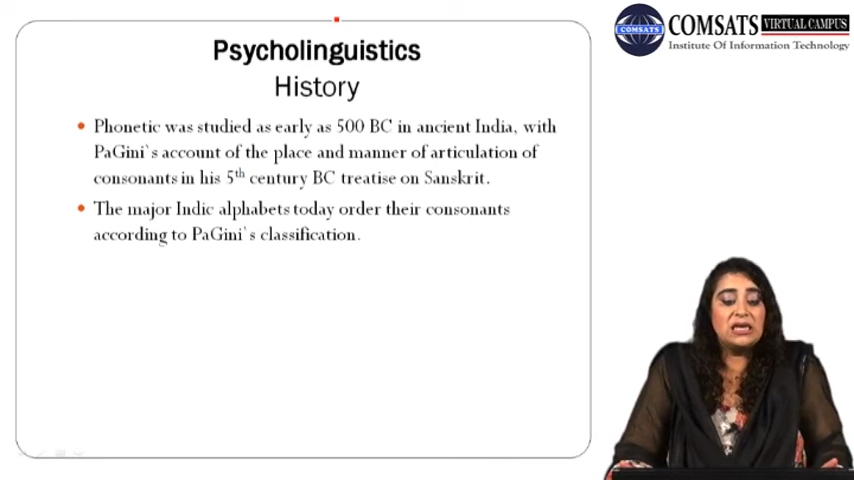 Psycholinguistics
History
Phonetic was studied as early as 500 BC in ancient India, with
PaGini`s account of the place and manner of articulation of
consonants in his 5th century BC treatise on Sanskrit.
The major Indic alphabets today order their consonants
according to PaGini`s classification.
COMSATS
COMSATS VIRTUAL CAMPUS
Institute Of Information Technology